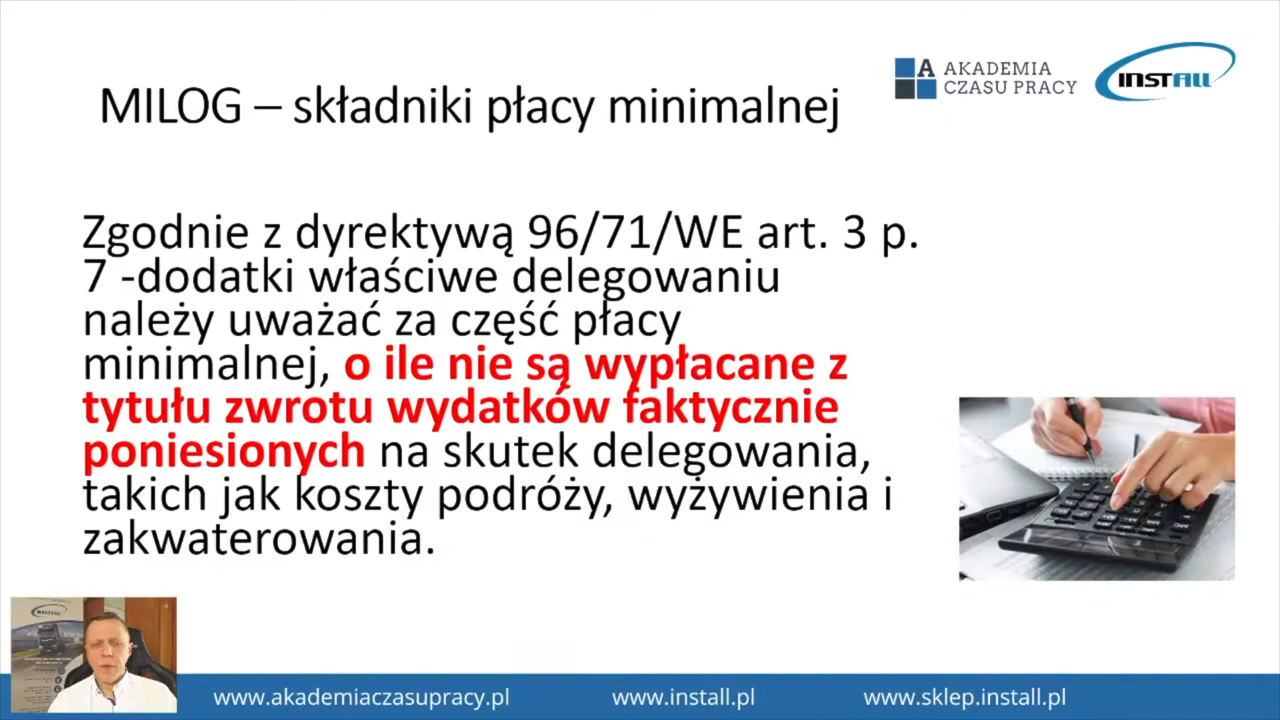 MILOG – składniki płacy minimalnej
A AKADEMIA
CZASU PRACY
INSTALL
Zgodnie z dyrektywą 96/71/WE art. 3 p.
7 -dodatki właściwe delegowaniu
należy uważać za część płacy
minimalnej, o ile nie są wypłacane z
tytułu zwrotu wydatków faktycznie
poniesionych na skutek delegowania,
takich jak koszty podróży, wyżywienia i
zakwaterowania.
www.akademiaczasupracy.pl
www.install.pl
www.sklep.install.pl